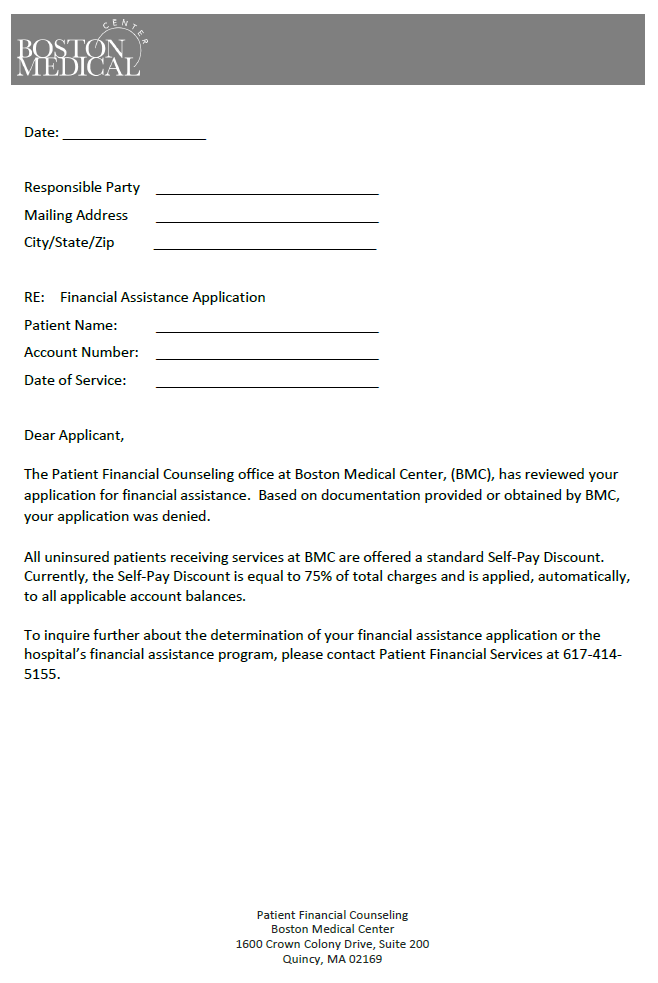 CENTER
BOSTON
MEDICAL
Date: ___________________
Responsible Party ______________________________
Mailing Address ______________________________
City/State/Zip ______________________________
RE: Financial Assistance Application
Patient Name: ______________________________
Account Number: ______________________________
Date of Service: ______________________________
Dear Applicant,
The Patient Financial Counseling office at Boston Medical Center, (BMC), has reviewed your
application for financial assistance.  Based on documentation provided or obtained by BMC,
your application was denied.
All uninsured patients receiving services at BMC are offered a standard Self-Pay Discount.
Currently, the Self-Pay Discount is equal to 75% of total charges and is applied, automatically,
to all applicable account balances.
To inquire further about the determination of your financial assistance application or the
hospital’s financial assistance program, please contact Patient Financial Services at 617-414-
5155.
Patient Financial Counseling
Boston Medical Center
1600 Crown Colony Drive, Suite 200
Quincy, MA 02169